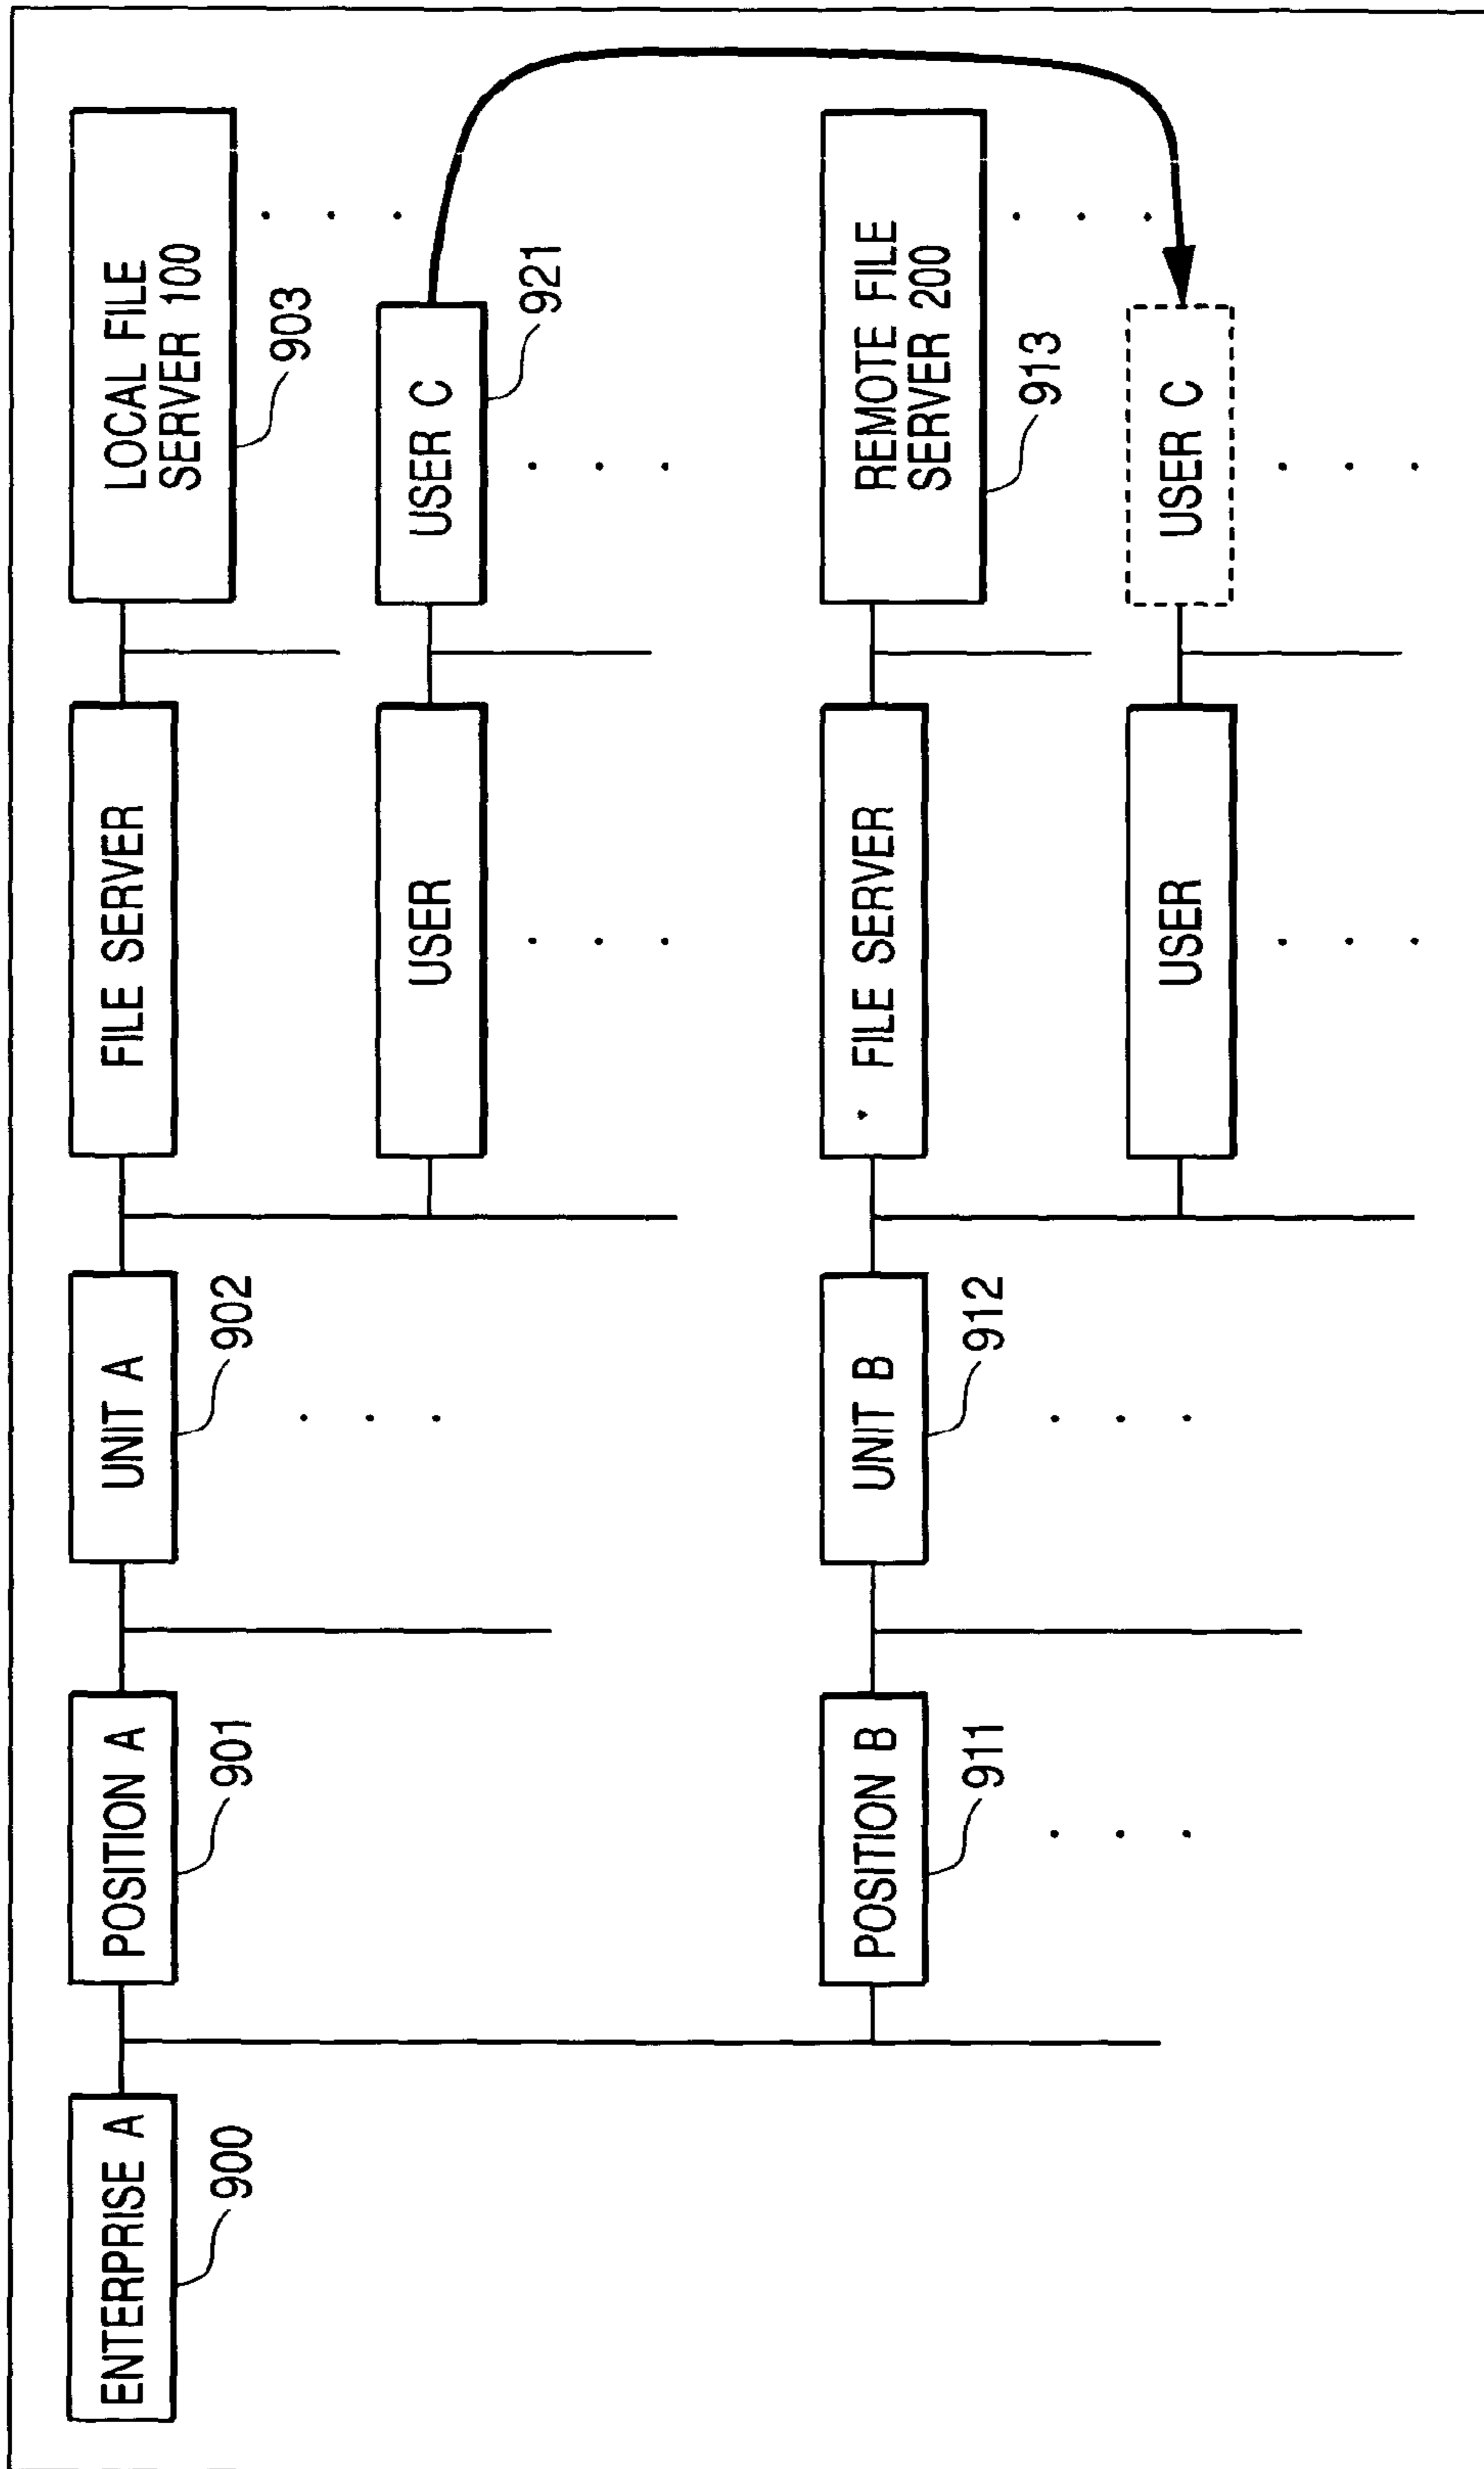 ENTERPRISE A
900
POSITION A
901
UNIT A
902
FILE SERVER
LOCAL FILE
SERVER 100
903
USER
USER C
921
POSITION B
911
UNIT B
912
FILE SERVER
REMOTE FILE
SERVER 200
913
USER
USER C